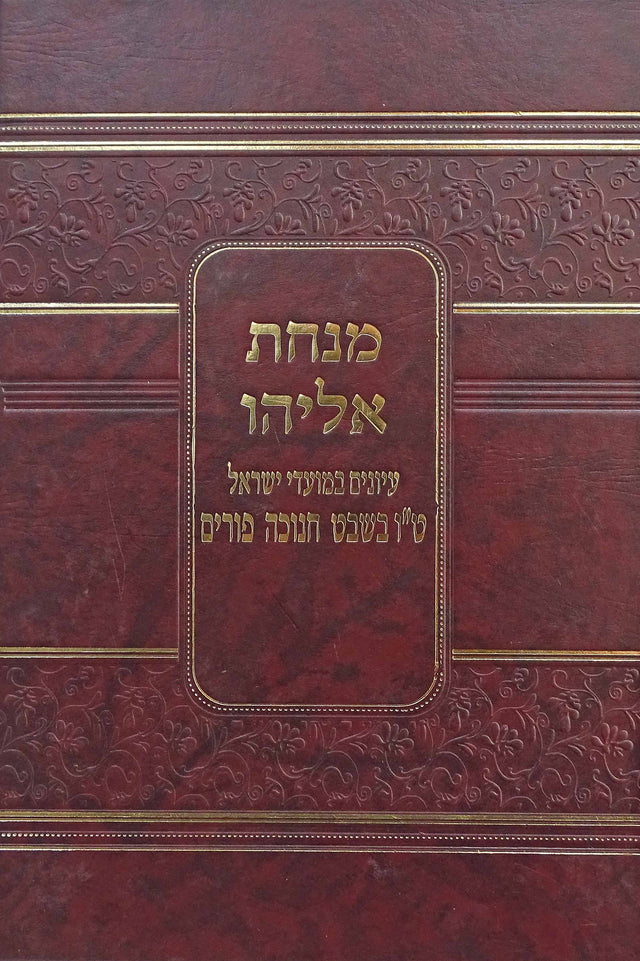 מנחת
אליהו
עיונים במועדי ישראל
ט"ו בשבט חנוכה פורים